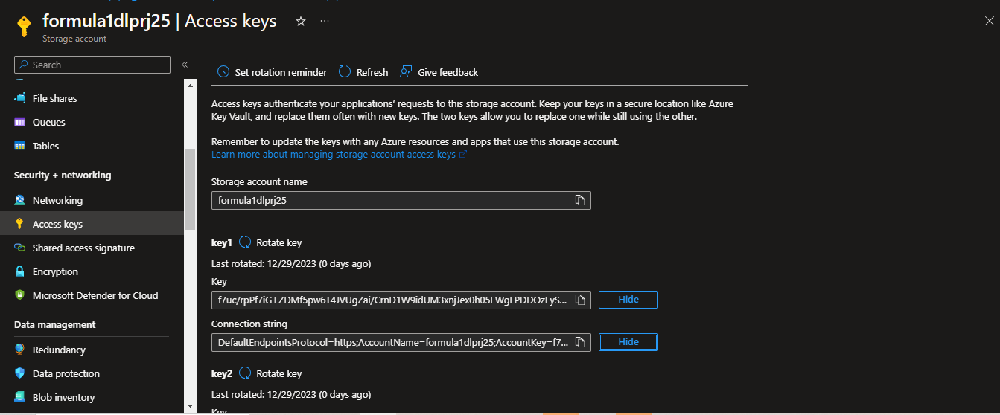 formula1dlprj25 | Access keys
Storage account
Search
File shares
Queues
Tables
Security + networking
Networking
Access keys
Shared access signature
Encryption
Microsoft Defender for Cloud
Data management
Redundancy
Data protection
Blob inventory
Set rotation reminder Refresh Give feedback
Access keys authenticate your applications' requests to this storage account. Keep your keys in a secure location like Azure
Key Vault, and replace them often with new keys. The two keys allow you to replace one while still using the other.
Remember to update the keys with any Azure resources and apps that use this storage account.
Learn more about managing storage account access keys
Storage account name
formula1dlprj25
key1 Rotate key
Last rotated: 12/29/2023 (0 days ago)
Key
f7uc/rpPf7iG+ZDMf5pw6T4JVUgZai/CrnD1W9idUM3xnjJex0h05EWgFPDDOzEyS... Hide
Connection string
DefaultEndpointsProtocol=https;AccountName=formula1dlprj25;AccountKey=f7... Hide
key2 Rotate key
Last rotated: 12/29/2023 (0 days ago)
Key